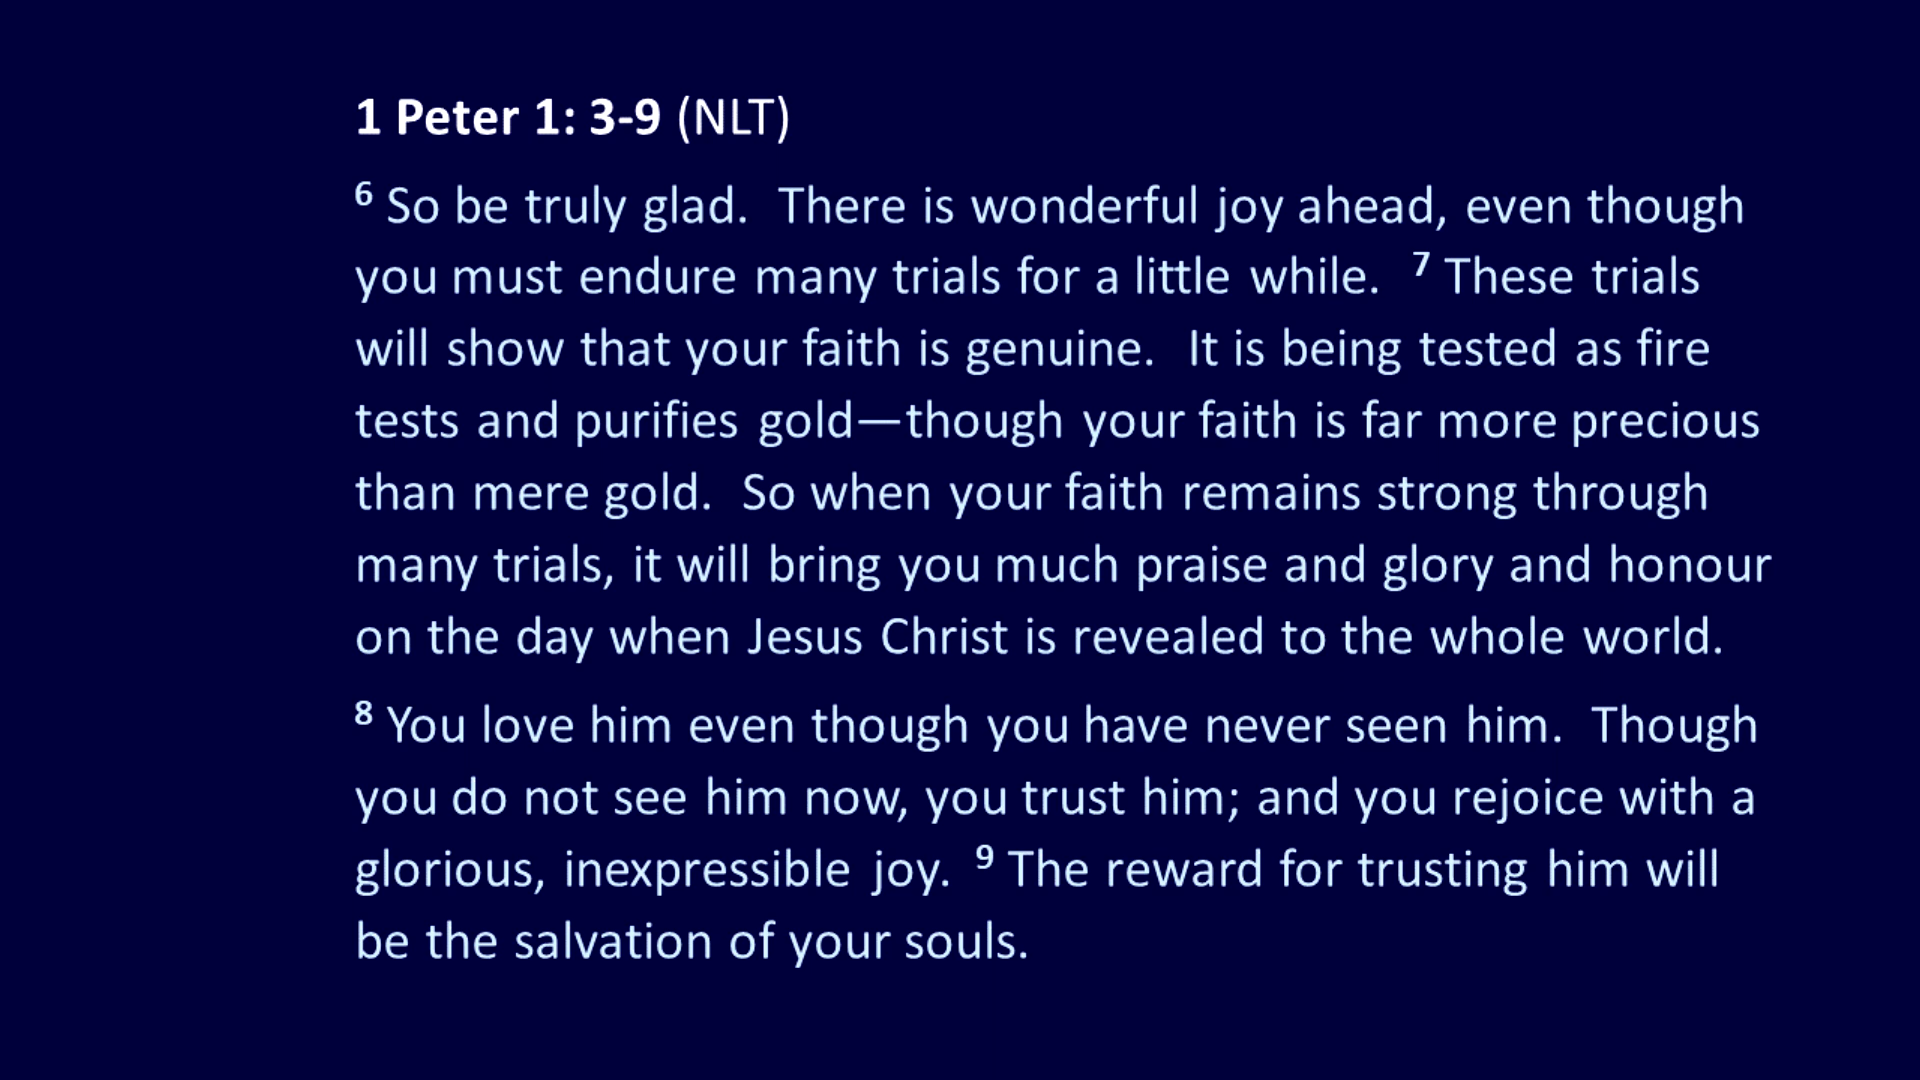 1 Peter 1: 3-9 (NLT)
⁶ So be truly glad.  There is wonderful joy ahead, even though
you must endure many trials for a little while.  ⁷ These trials
will show that your faith is genuine.  It is being tested as fire
tests and purifies gold—though your faith is far more precious
than mere gold.  So when your faith remains strong through
many trials, it will bring you much praise and glory and honour
on the day when Jesus Christ is revealed to the whole world.
⁸ You love him even though you have never seen him.  Though
you do not see him now, you trust him; and you rejoice with a
glorious, inexpressible joy.  ⁹ The reward for trusting him will
be the salvation of your souls.